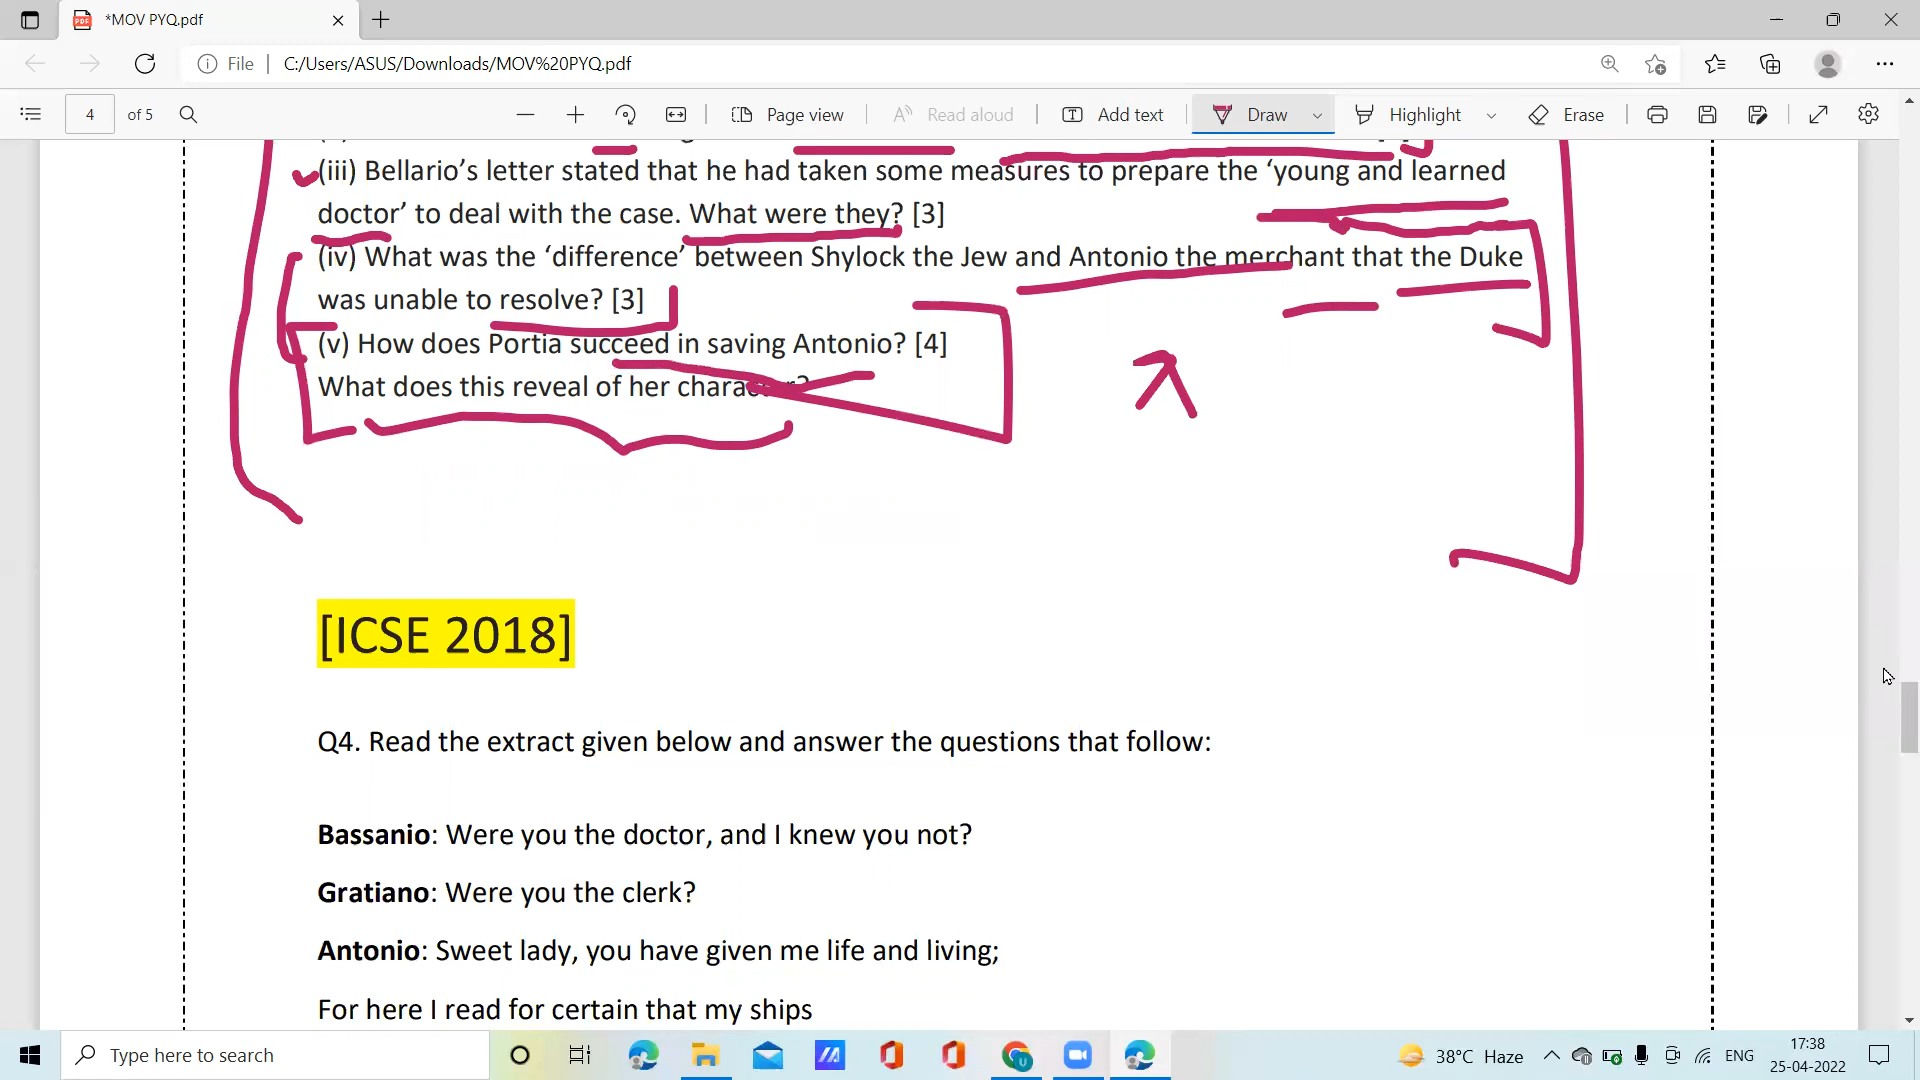 *MOV PYQ.pdf
File
C:/Users/ASUS/Downloads/MOV%20PYQ.pdf
4 of 5
Page view
Read aloud
Add text
Draw
Highlight
Erase
(iii) Bellario’s letter stated that he had taken some measures to prepare the ‘young and learned
doctor’ to deal with the case. What were they? [3]
(iv) What was the ‘difference’ between Shylock the Jew and Antonio the merchant that the Duke
was unable to resolve? [3]
(v) How does Portia succeed in saving Antonio? [4]
What does this reveal of her character?
[ICSE 2018]
Q4. Read the extract given below and answer the questions that follow:
Bassanio: Were you the doctor, and I knew you not?
Gratiano: Were you the clerk?
Antonio: Sweet lady, you have given me life and living;
For here I read for certain that my ships
Type here to search
38°C Haze
ENG
17:38
25-04-2022